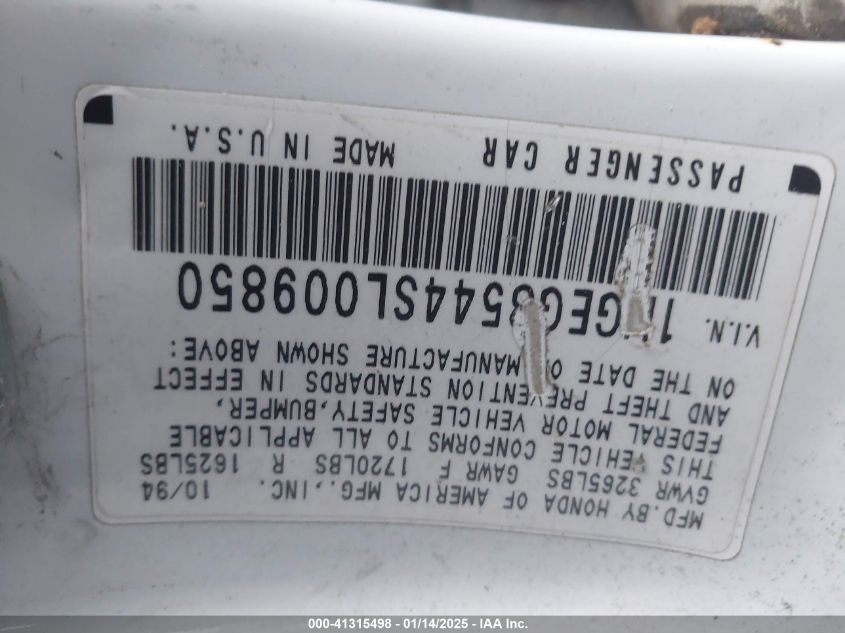 MFD.BY HONDA OF AMERICA MFG.,INC. 10/94
GVWR 3265LBS GAWR F 1720LBS R 1625LBS
THIS VEHICLE CONFORMS TO ALL APPLICABLE
FEDERAL MOTOR VEHICLE SAFETY,BUMPER,
AND THEFT PREVENTION STANDARDS IN EFFECT
ON THE DATE OF MANUFACTURE SHOWN ABOVE:
V.I.N. 1HGEG8544SL009850
PASSENGER CAR MADE IN U.S.A.
000-41315498 - 01/14/2025 - IAA Inc.